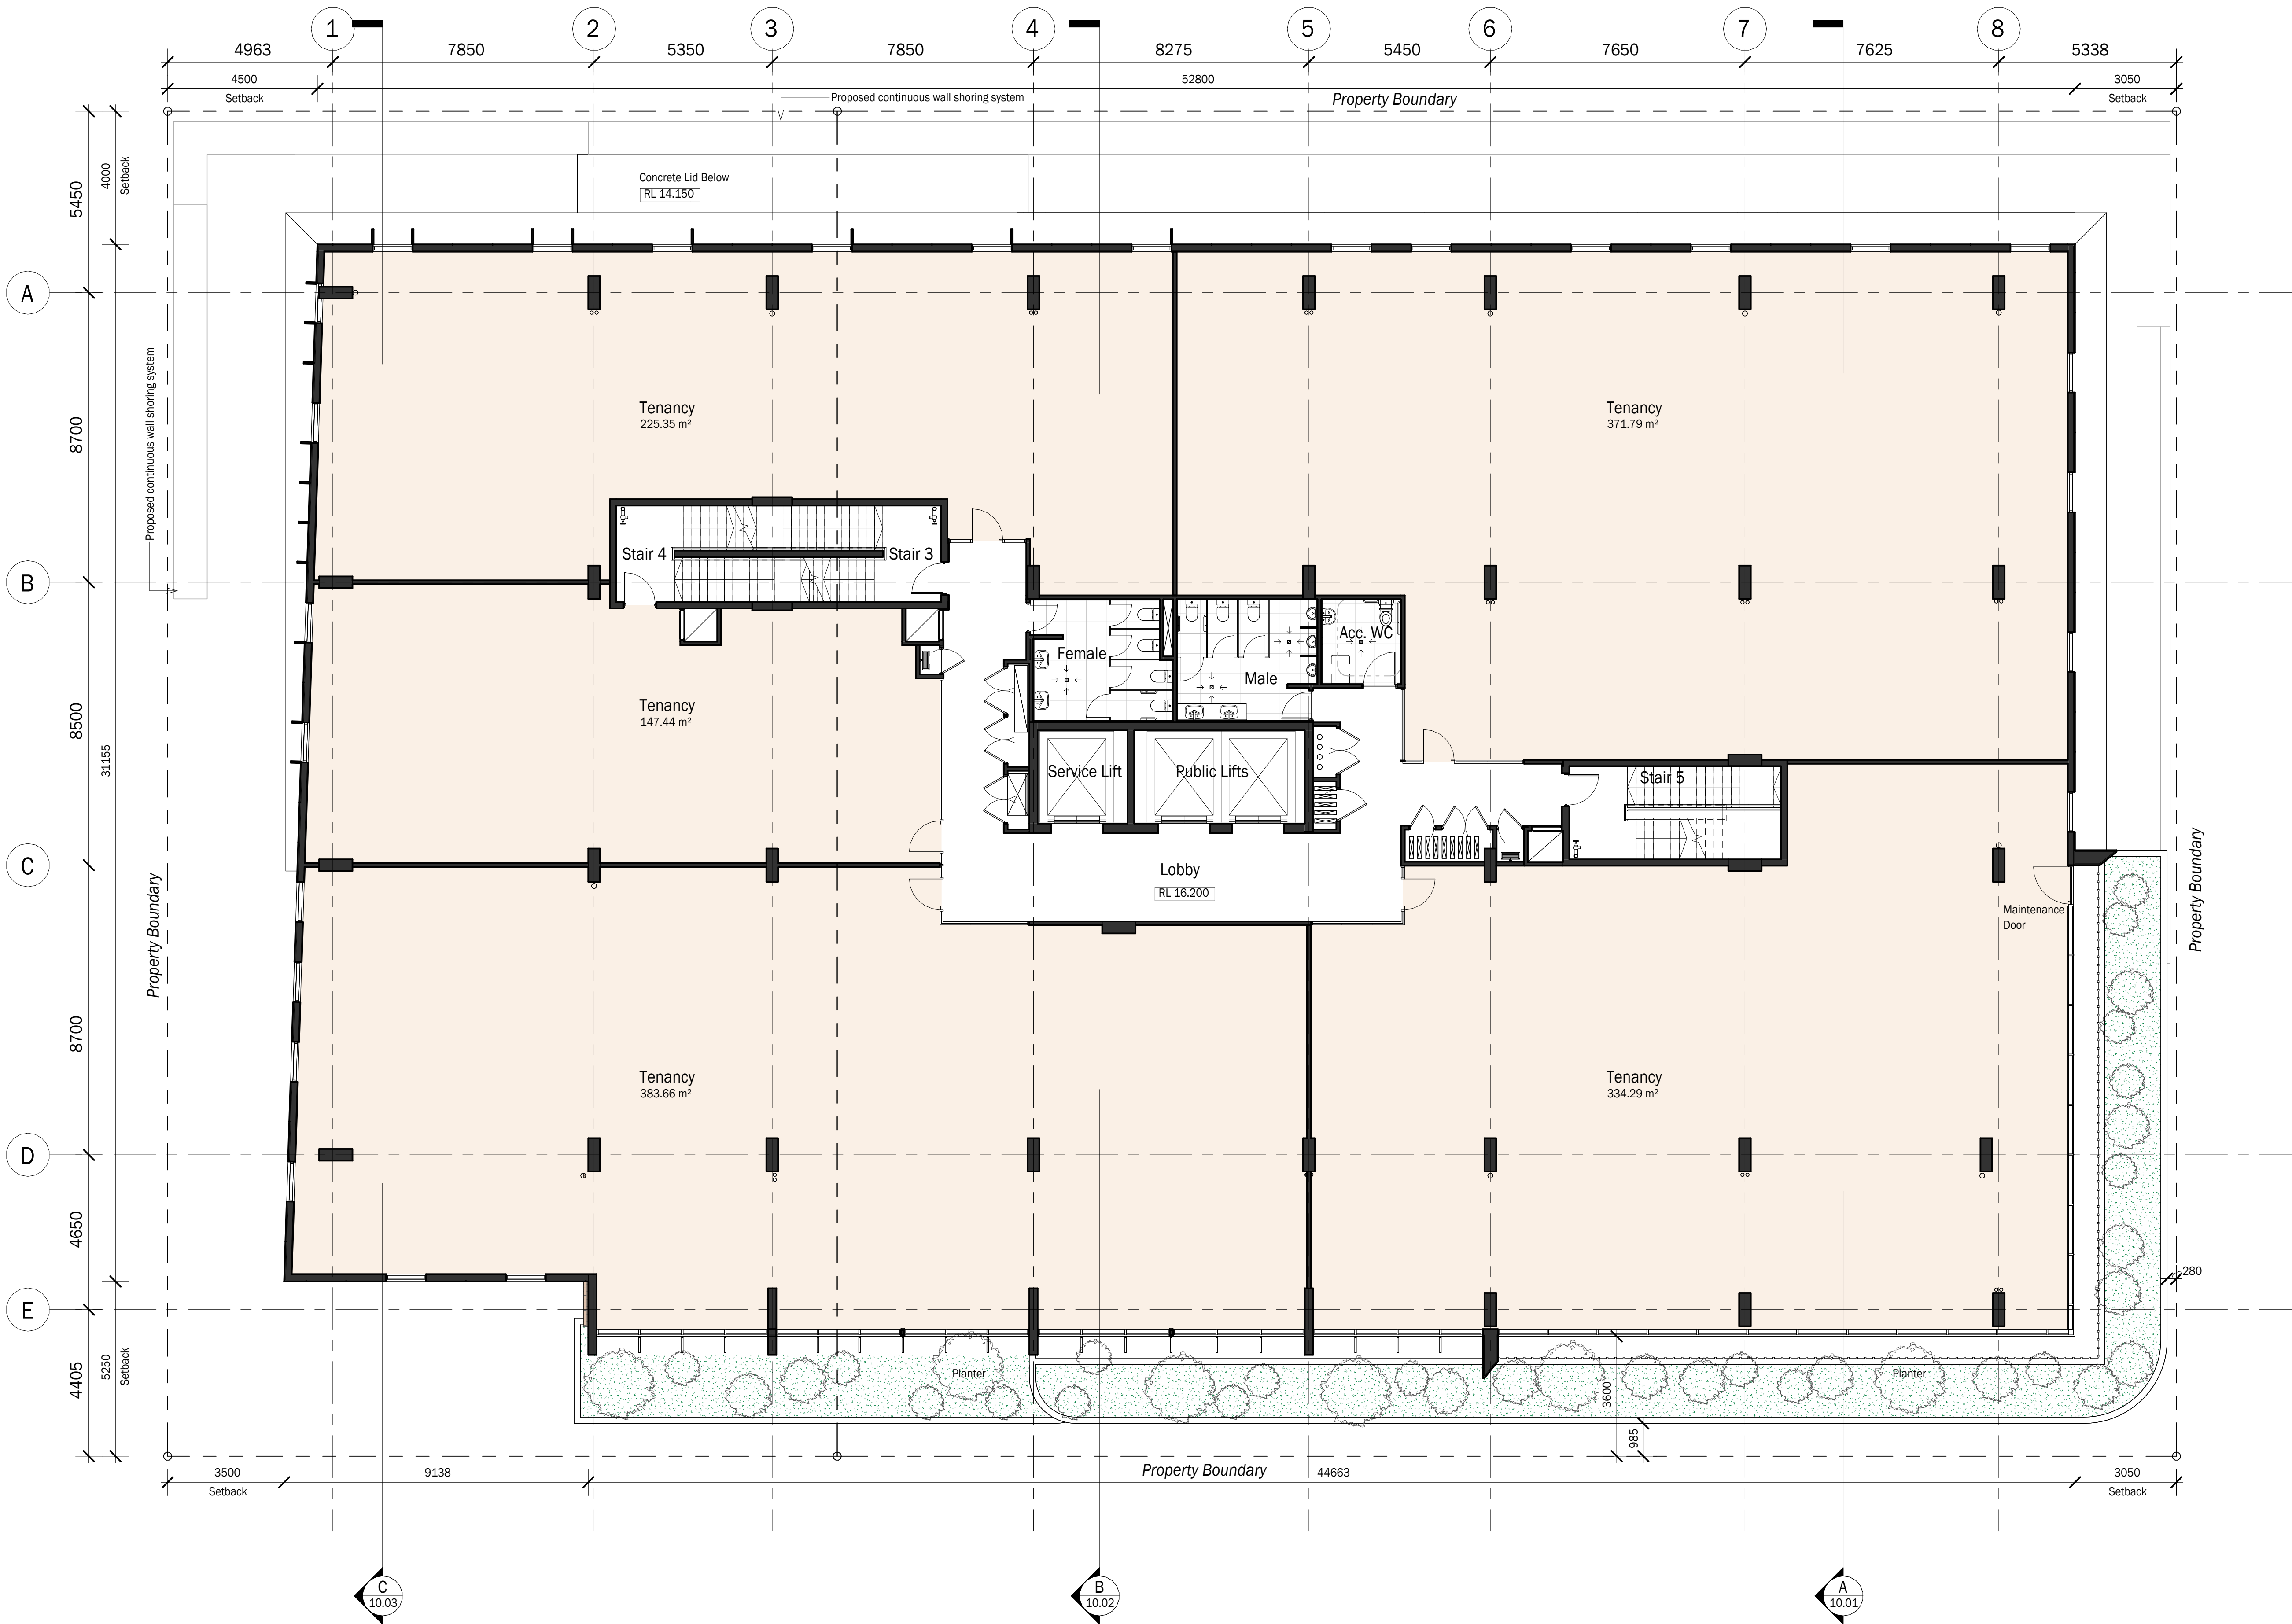 1
2
3
4
5
6
7
8
4963
7850
5350
7850
8275
5450
7650
7625
5338
4500
Setback
52800
3050
Setback
Proposed continuous wall shoring system
Property Boundary
4000
Setback
5450
Concrete Lid Below
RL 14.150
A
Proposed continuous wall shoring system
8700
Tenancy
225.35 m²
Tenancy
371.79 m²
Stair 4
Stair 3
B
Acc. WC
Female
Male
8500
31155
Tenancy
147.44 m²
Service Lift
Public Lifts
Stair 5
C
Lobby
RL 16.200
Property Boundary
Property Boundary
Maintenance
Door
8700
Tenancy
383.66 m²
Tenancy
334.29 m²
D
4650
280
E
4405
5250
Setback
Planter
Planter
3600
985
3500
Setback
9138
Property Boundary
44663
3050
Setback
C
10.03
B
10.02
A
10.01